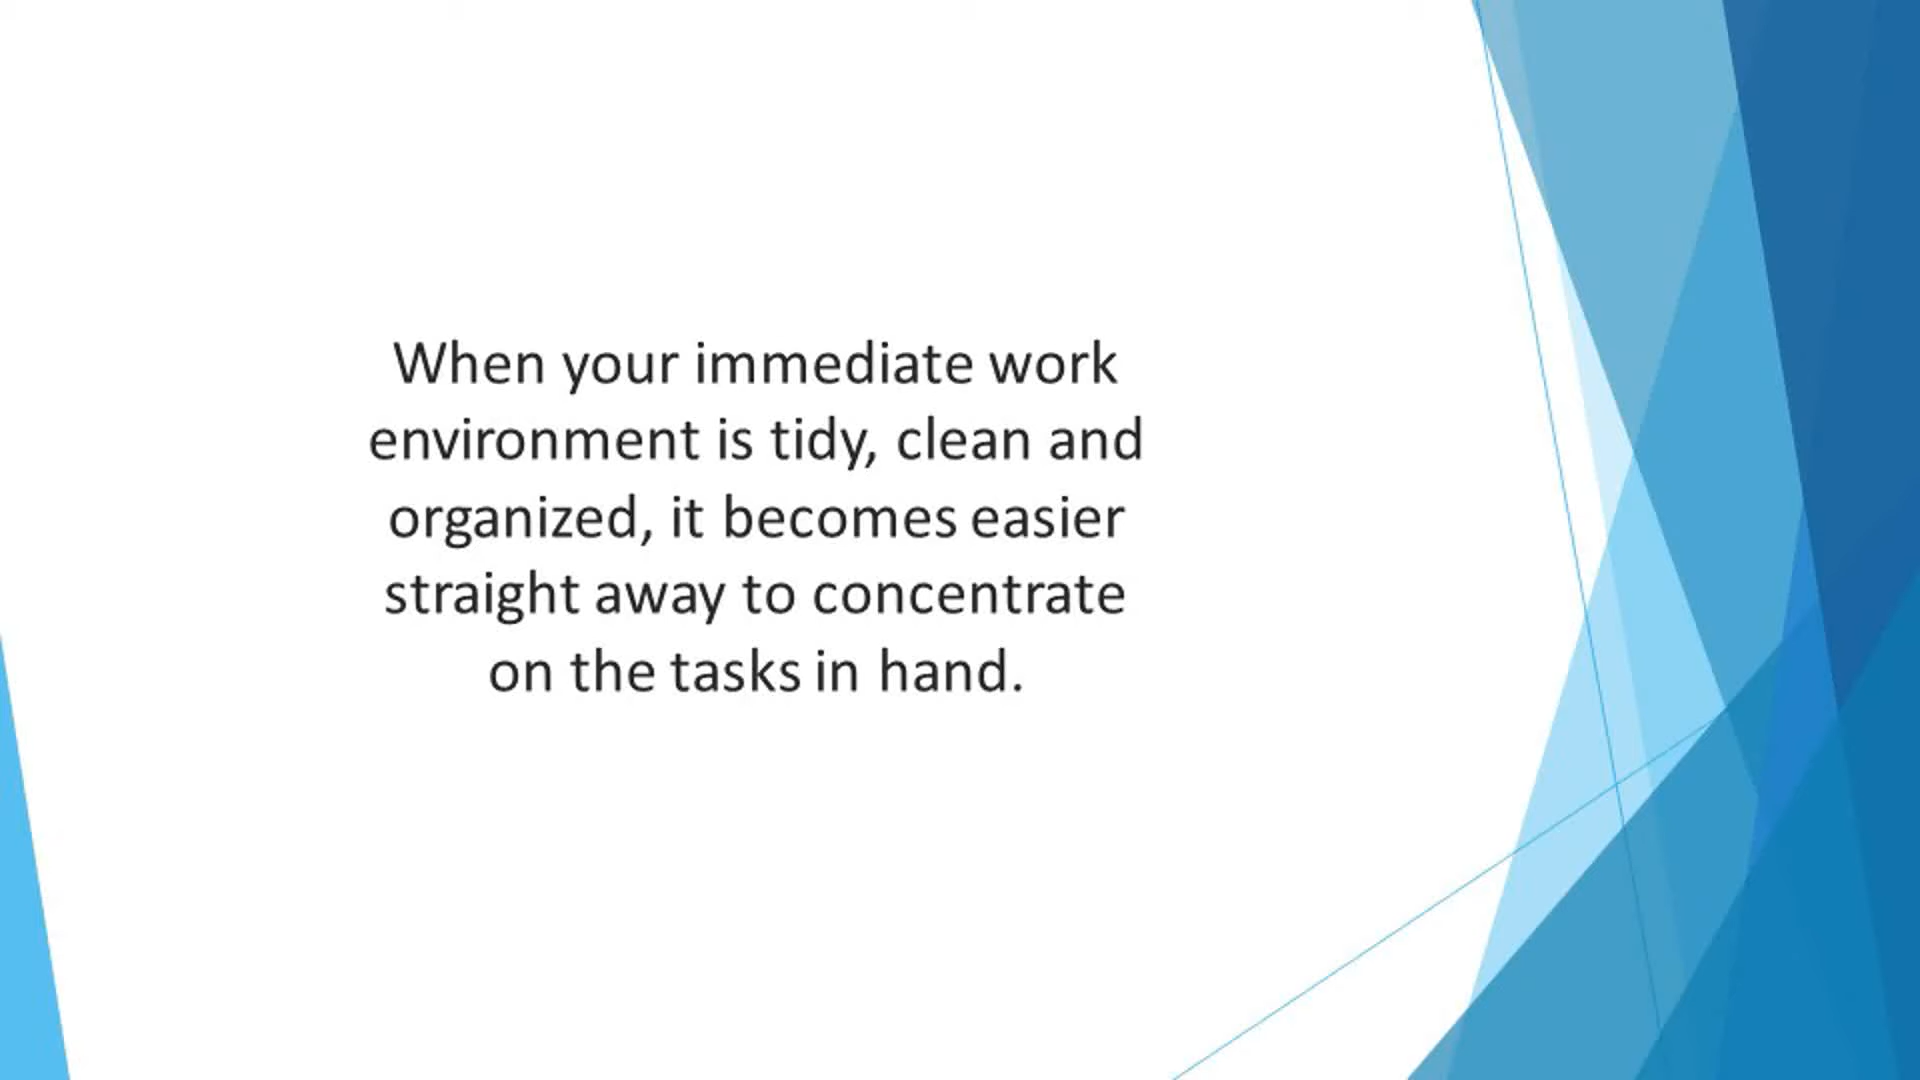 When your immediate work
environment is tidy, clean and
organized, it becomes easier
straight away to concentrate
on the tasks in hand.